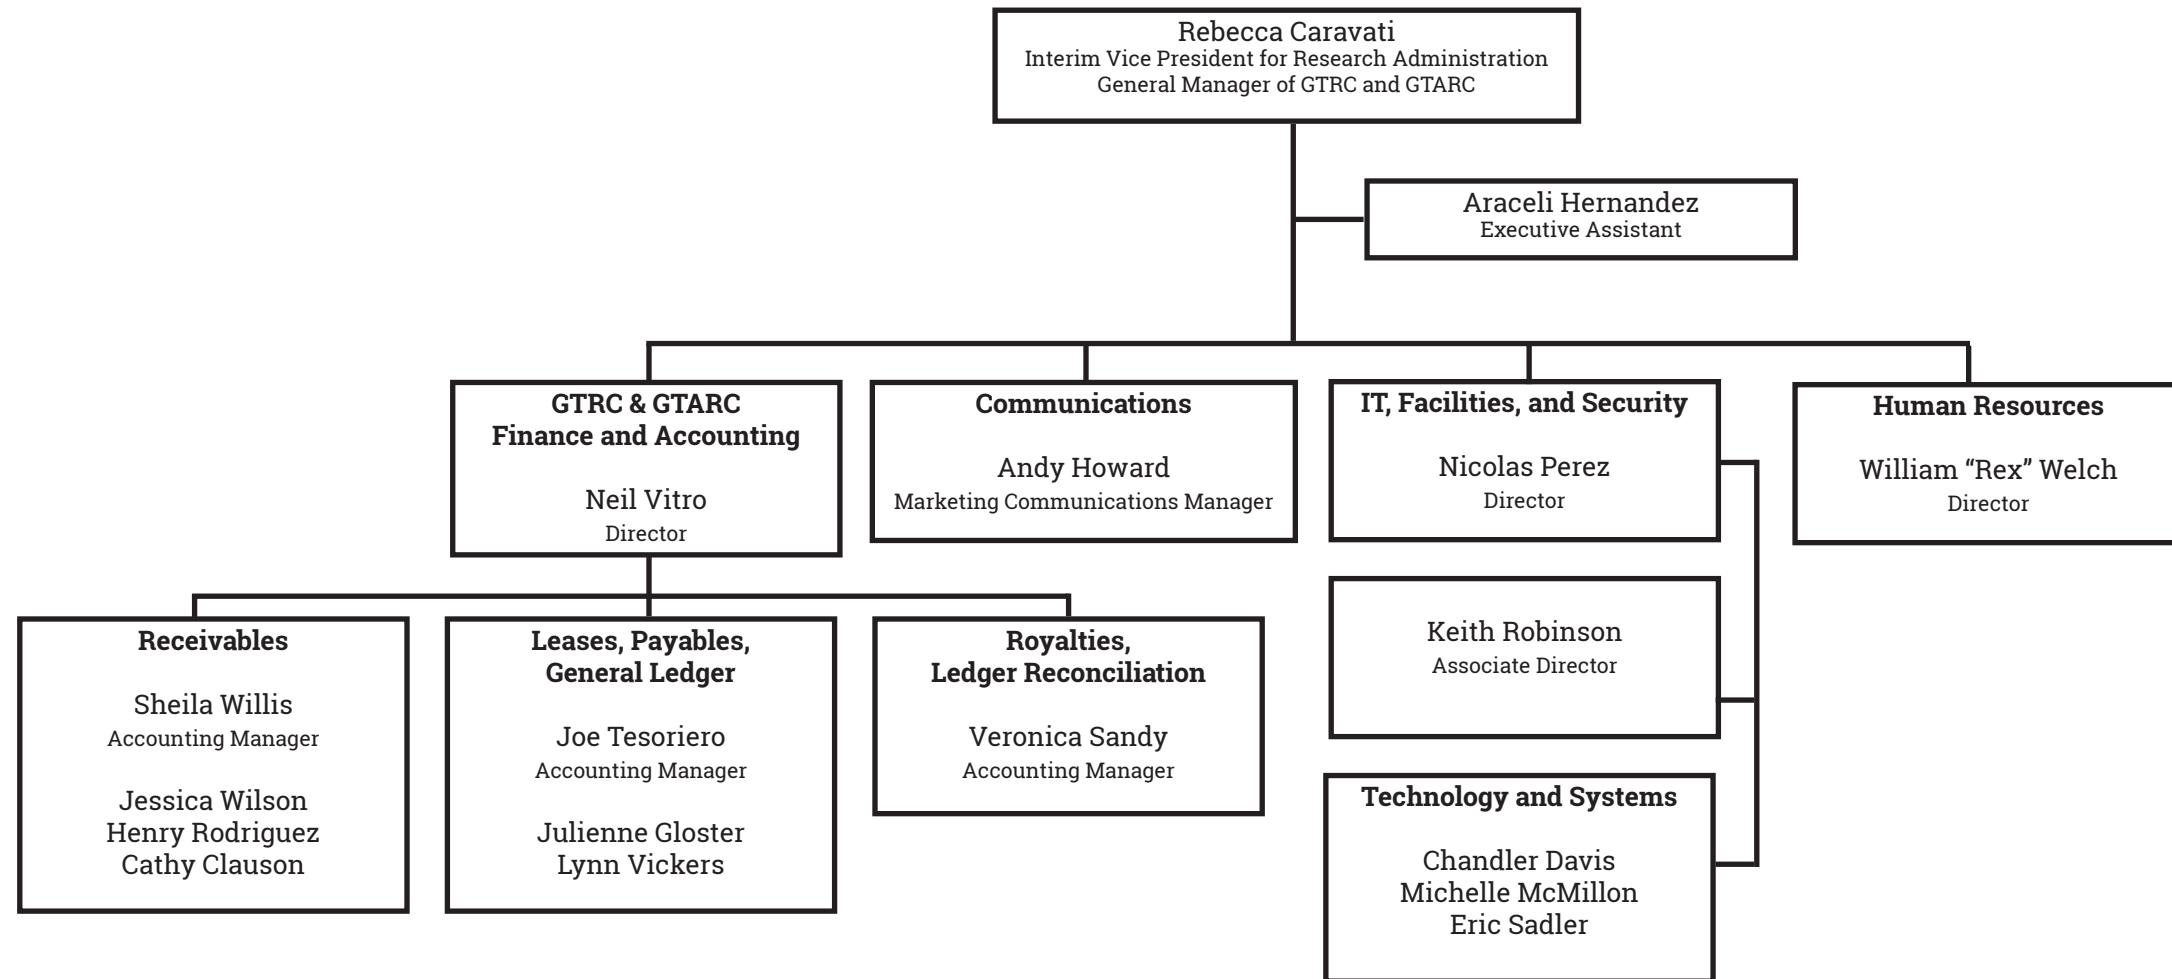 Rebecca Caravati
Interim Vice President for Research Administration
General Manager of GTRC and GTARC
Araceli Hernandez
Executive Assistant
GTRC & GTARC
Finance and Accounting
Neil Vitro
Director
Communications
Andy Howard
Marketing Communications Manager
IT, Facilities, and Security
Nicolas Perez
Director
Human Resources
William “Rex” Welch
Director
Receivables
Sheila Willis
Accounting Manager
Jessica Wilson
Henry Rodriguez
Cathy Clauson
Leases, Payables,
General Ledger
Joe Tesoriero
Accounting Manager
Julienne Gloster
Lynn Vickers
Royalties,
Ledger Reconciliation
Veronica Sandy
Accounting Manager
Keith Robinson
Associate Director
Technology and Systems
Chandler Davis
Michelle McMillon
Eric Sadler